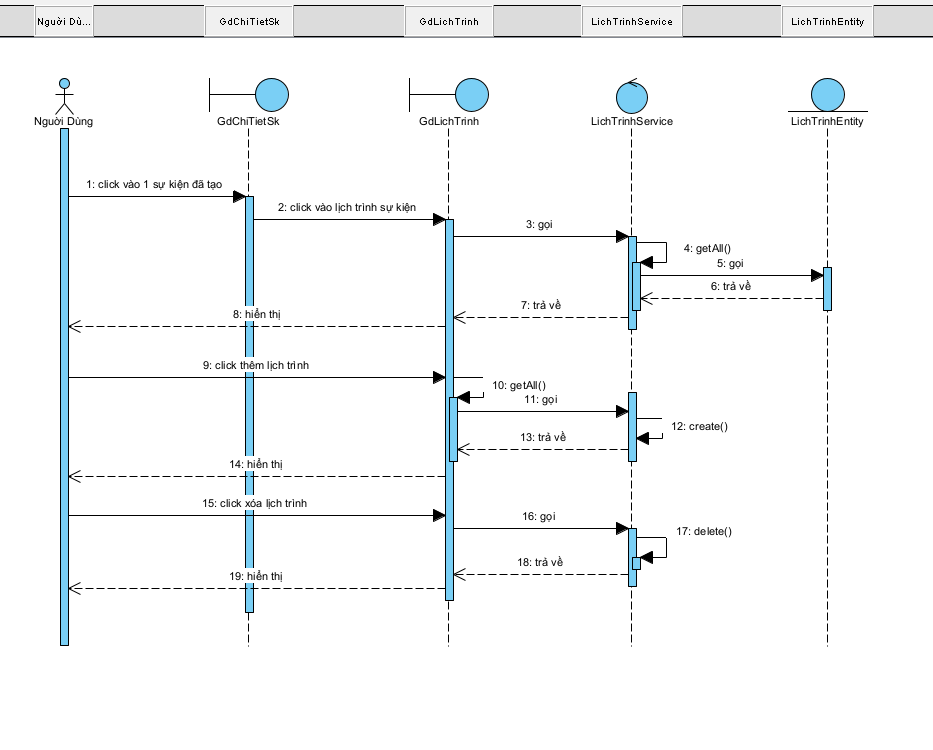 Người Dù...
GdChiTietSk
GdLichTrinh
LichTrinhService
LichTrinhEntity
Người Dùng
GdChiTietSk
GdLichTrinh
LichTrinhService
LichTrinhEntity
1: click vào 1 sự kiện đã tạo
2: click vào lịch trình sự kiện
3: gọi
4: getAll()
5: gọi
6: trả về
7: trả về
8: hiển thị
9: click thêm lịch trình
10: getAll()
11: gọi
12: create()
13: trả về
14: hiển thị
15: click xóa lịch trình
16: gọi
17: delete()
18: trả về
19: hiển thị